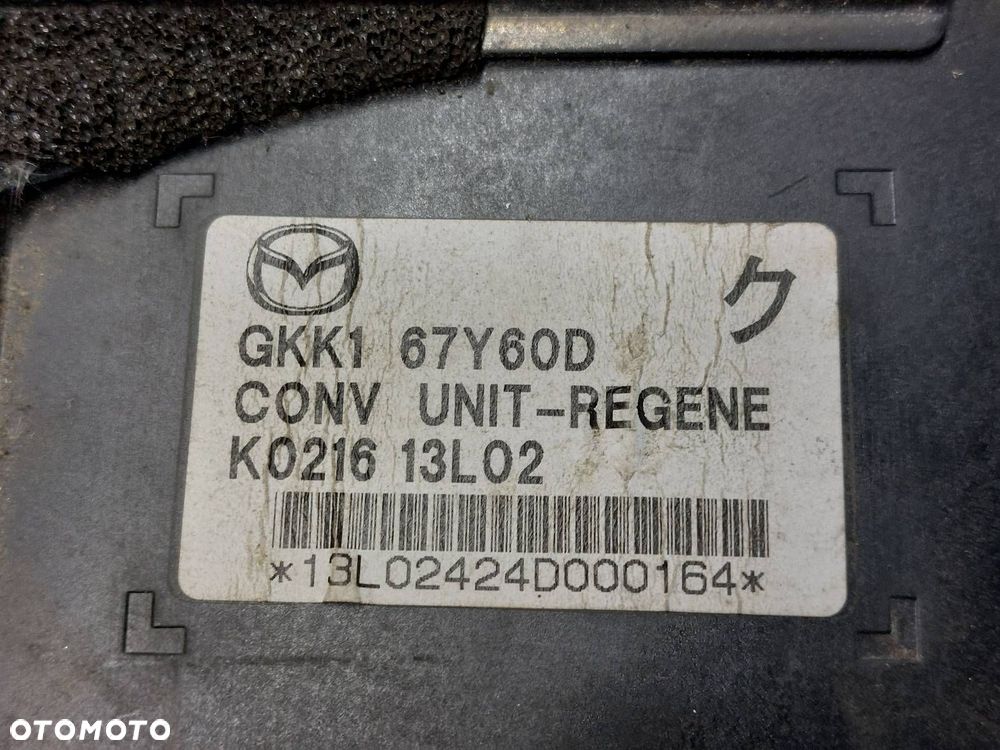 ク
GKK1 67Y60D
CONV UNIT-REGENE
K0216 13L02
*13L02424D000164*
OTOMOTO